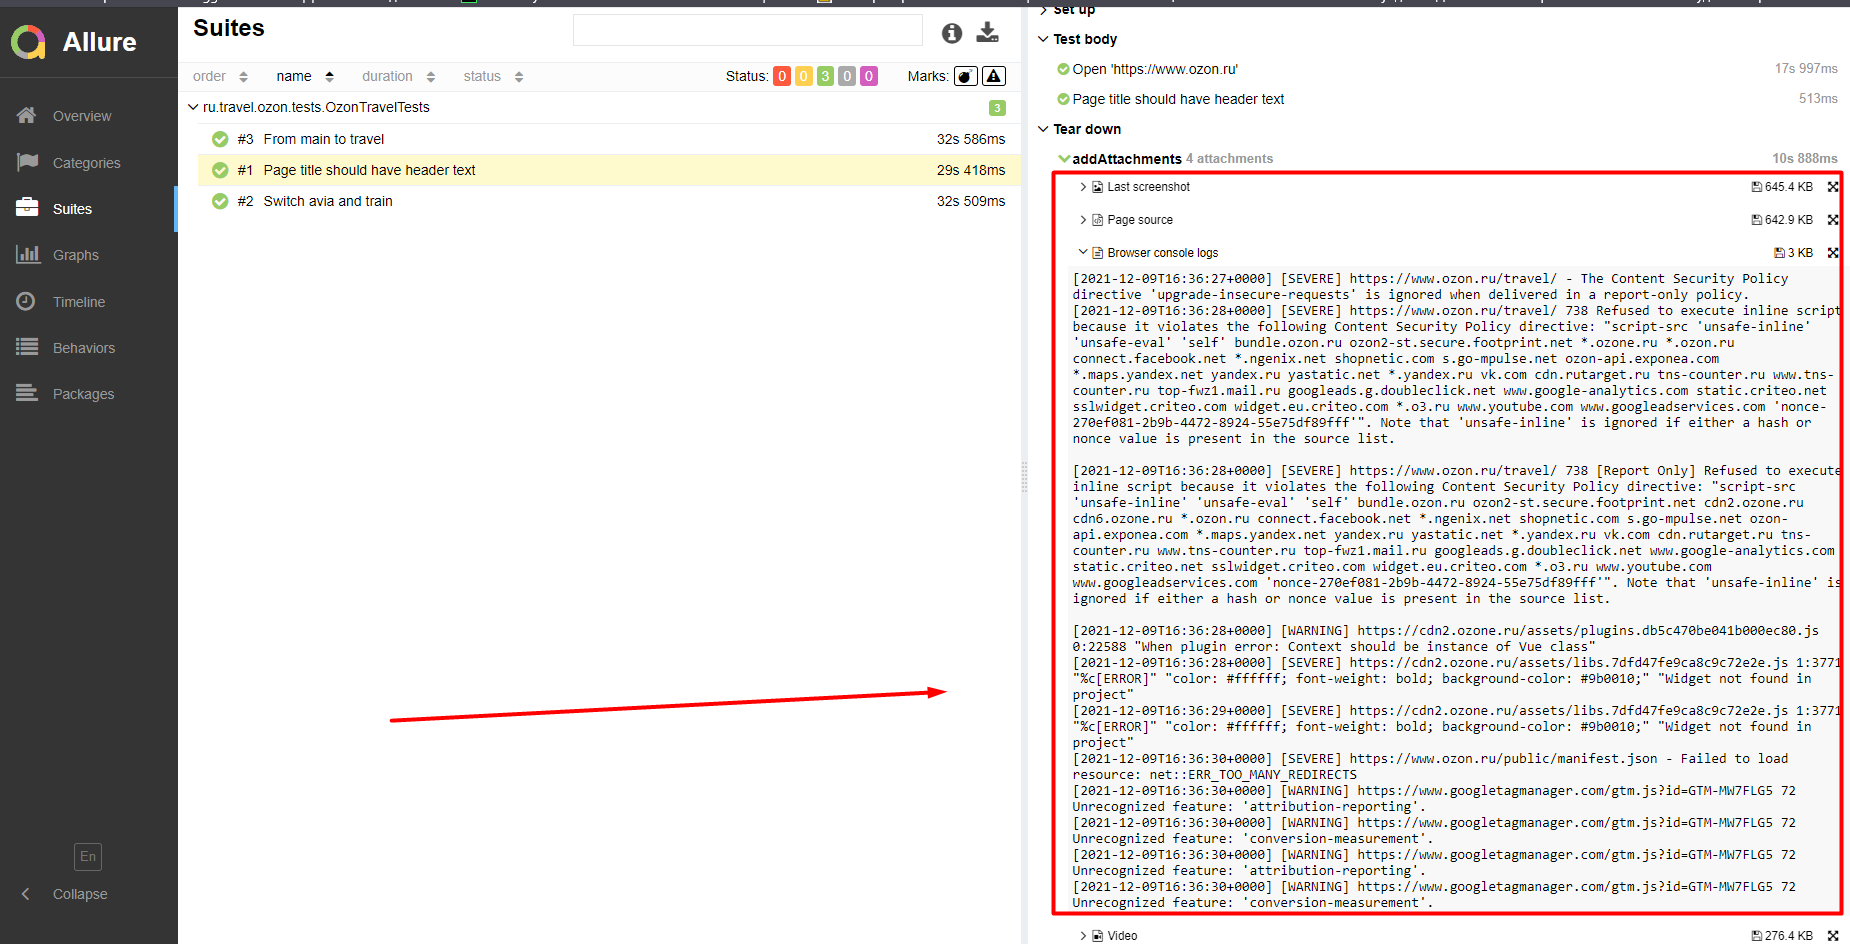 Allure
Overview
Categories
Suites
Graphs
Timeline
Behaviors
Packages
En
Collapse
Suites
order name duration status Status: 0 0 3 0 0 Marks:
ru.travel.ozon.tests.OzonTravelTests 3
#3 From main to travel 32s 586ms
#1 Page title should have header text 29s 418ms
#2 Switch avia and train 32s 509ms
Set up
Test body
Open 'https://www.ozon.ru' 17s 997ms
Page title should have header text 513ms
Tear down
addAttachments 4 attachments 10s 888ms
Last screenshot 645.4 KB
Page source 642.9 KB
Browser console logs 3 KB
[2021-12-09T16:36:27+0000] [SEVERE] https://www.ozon.ru/travel/ - The Content Security Policy
directive 'upgrade-insecure-requests' is ignored when delivered in a report-only policy.
[2021-12-09T16:36:28+0000] [SEVERE] https://www.ozon.ru/travel/ 738 Refused to execute inline script
because it violates the following Content Security Policy directive: "script-src 'unsafe-inline'
'unsafe-eval' 'self' bundle.ozon.ru ozon2-st.secure.footprint.net *.ozone.ru *.ozon.ru
connect.facebook.net *.ngenix.net shopnetic.com s.go-mpulse.net ozon-api.exponea.com
*.maps.yandex.net yandex.ru yastatic.net *.yandex.ru vk.com cdn.rutarget.ru tns-counter.ru www.tns-
counter.ru top-fwz1.mail.ru googleads.g.doubleclick.net www.google-analytics.com static.criteo.net
sslwidget.criteo.com widget.eu.criteo.com *.o3.ru www.youtube.com www.googleadservices.com 'nonce-
270ef081-2b9b-4472-8924-55e75df89fff'". Note that 'unsafe-inline' is ignored if either a hash or
nonce value is present in the source list.
[2021-12-09T16:36:28+0000] [SEVERE] https://www.ozon.ru/travel/ 738 [Report Only] Refused to execute
inline script because it violates the following Content Security Policy directive: "script-src
'unsafe-inline' 'unsafe-eval' 'self' bundle.ozon.ru ozon2-st.secure.footprint.net cdn2.ozone.ru
cdn6.ozone.ru *.ozon.ru connect.facebook.net *.ngenix.net shopnetic.com s.go-mpulse.net ozon-
api.exponea.com *.maps.yandex.net yandex.ru yastatic.net *.yandex.ru vk.com cdn.rutarget.ru tns-
counter.ru www.tns-counter.ru top-fwz1.mail.ru googleads.g.doubleclick.net www.google-analytics.com
static.criteo.net sslwidget.criteo.com widget.eu.criteo.com *.o3.ru www.youtube.com
www.googleadservices.com 'nonce-270ef081-2b9b-4472-8924-55e75df89fff'". Note that 'unsafe-inline' is
ignored if either a hash or nonce value is present in the source list.
[2021-12-09T16:36:28+0000] [WARNING] https://cdn2.ozone.ru/assets/plugins.db5c470be041b000ec80.js
0:22588 "When plugin error: Context should be instance of Vue class"
[2021-12-09T16:36:28+0000] [SEVERE] https://cdn2.ozone.ru/assets/libs.7dfd47fe9ca8c9c72e2e.js 1:3771
"%c[ERROR]" "color: #ffffff; font-weight: bold; background-color: #9b0010;" "Widget not found in
project"
[2021-12-09T16:36:29+0000] [SEVERE] https://cdn2.ozone.ru/assets/libs.7dfd47fe9ca8c9c72e2e.js 1:3771
"%c[ERROR]" "color: #ffffff; font-weight: bold; background-color: #9b0010;" "Widget not found in
project"
[2021-12-09T16:36:30+0000] [SEVERE] https://www.ozon.ru/public/manifest.json - Failed to load
resource: net::ERR_TOO_MANY_REDIRECTS
[2021-12-09T16:36:30+0000] [WARNING] https://www.googletagmanager.com/gtm.js?id=GTM-MW7FLG5 72
Unrecognized feature: 'attribution-reporting'.
[2021-12-09T16:36:30+0000] [WARNING] https://www.googletagmanager.com/gtm.js?id=GTM-MW7FLG5 72
Unrecognized feature: 'conversion-measurement'.
[2021-12-09T16:36:30+0000] [WARNING] https://www.googletagmanager.com/gtm.js?id=GTM-MW7FLG5 72
Unrecognized feature: 'attribution-reporting'.
[2021-12-09T16:36:30+0000] [WARNING] https://www.googletagmanager.com/gtm.js?id=GTM-MW7FLG5 72
Unrecognized feature: 'conversion-measurement'.
Video 276.4 KB